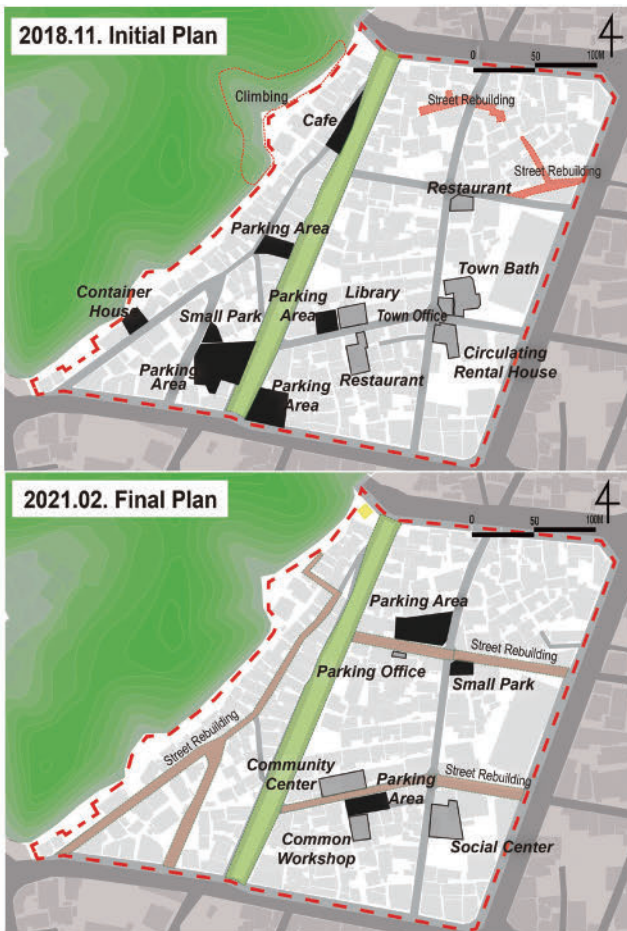 2018.11. Initial Plan
0 50 100M
Climbing
Street Rebuilding
Cafe
Street Rebuilding
Restaurant
Parking Area
Container
House
Small Park
Parking
Area
Library
Town Bath
Town Office
Parking
Area
Parking
Area
Restaurant
Circulating
Rental House
2021.02. Final Plan
0 50 100M
Parking Area
Street Rebuilding
Parking Office
Small Park
Street Rebuilding
Community
Center
Parking
Area
Street Rebuilding
Common
Workshop
Social Center